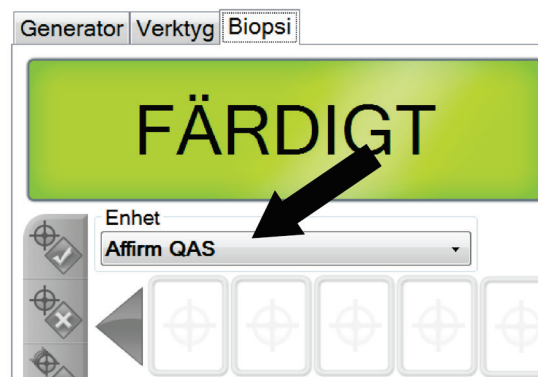 Generator Verktyg Biopsi
FÄRDIGT
Enhet
Affirm QAS